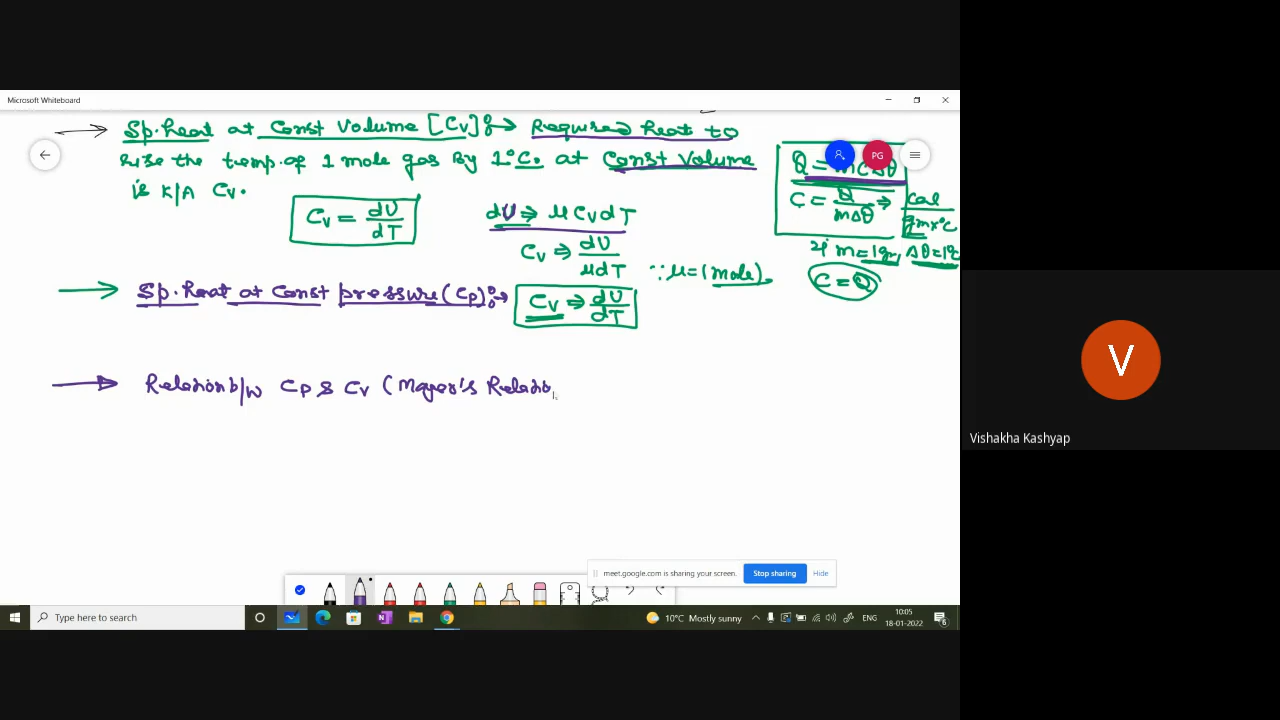 Microsoft Whiteboard
Sp. Heat at Const Volume [Cv] :→ Required heat to
rise the temp. of 1 mole gas by 1°C. at Const Volume
is K/A Cv.
Cv = dU/dT
dU ⇒ μ Cv dT
Cv ⇒ dU/μdT
∵ μ = 1 mole).
Cv ⇒ dU/dT
Q = mCΔθ
C = Q/mΔθ → Cal/gm×°C
if m = 1gr, Δθ = 1°C
C = Q
PG
→ Sp. Heat at Const pressure (Cp) :→
→ Relation b/w Cp & Cv (Mayer's Relatio
V
Vishakha Kashyap
meet.google.com is sharing your screen.
Stop sharing
Hide
Type here to search
10°C Mostly sunny
ENG
10:05
18-01-2022
6